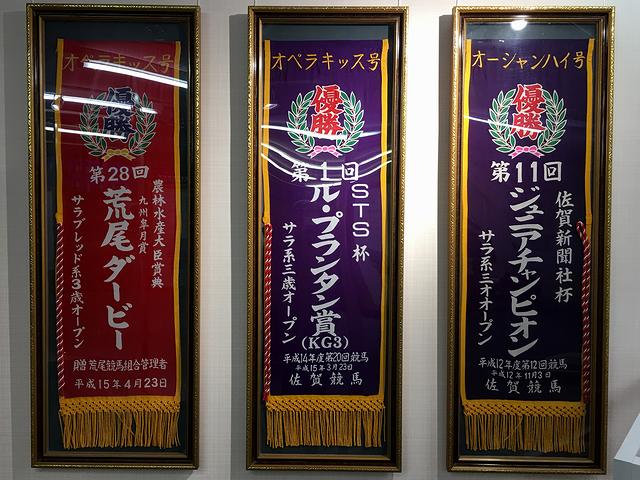 オペラキッス号
優勝
第28回
農林水産大臣賞典
九州皐月賞
荒尾ダービー
サラブレッド系3歳オープン
贈 荒尾競馬組合管理者
平成15年4月23日
オペラキッス号
優勝
第1回
STS杯
ル・プランタン賞
(KG3)
サラ系三歳オープン
平成14年度第20回競馬
平成15年3月23日
佐賀競馬
オーシャンハイ号
優勝
第11回
佐賀新聞社杯
ジュニアチャンピオン
サラ系三才オープン
平成12年度第12回競馬
平成12年11月3日
佐賀競馬